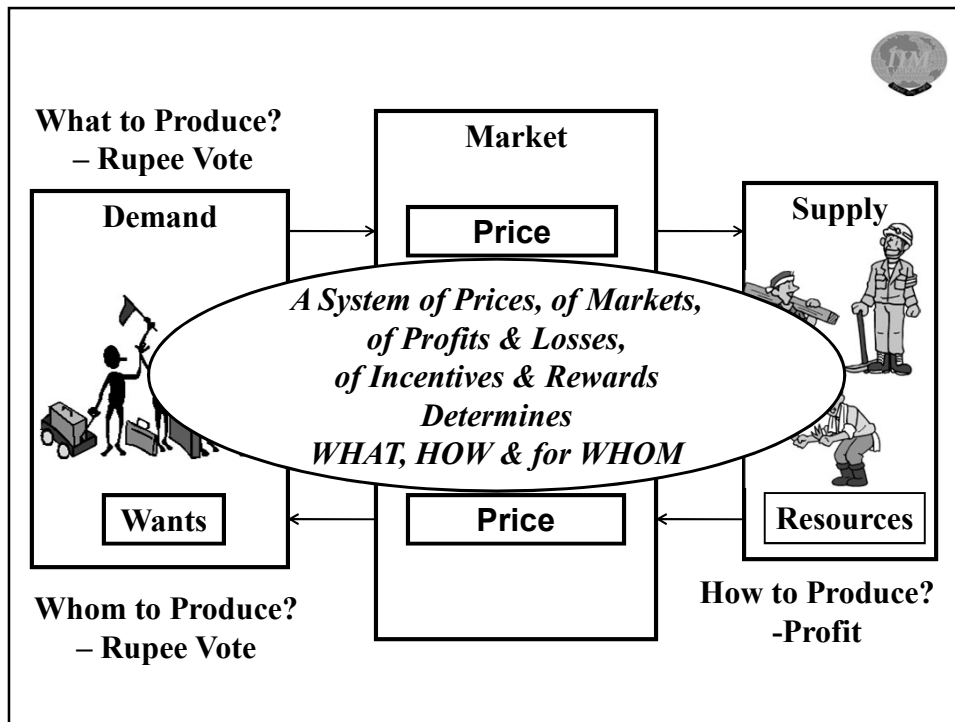 IIM
What to Produce?
– Rupee Vote
Market
Demand
Supply
Price
A System of Prices, of Markets,
of Profits & Losses,
of Incentives & Rewards
Determines
WHAT, HOW & for WHOM
Wants
Price
Resources
Whom to Produce?
– Rupee Vote
How to Produce?
-Profit